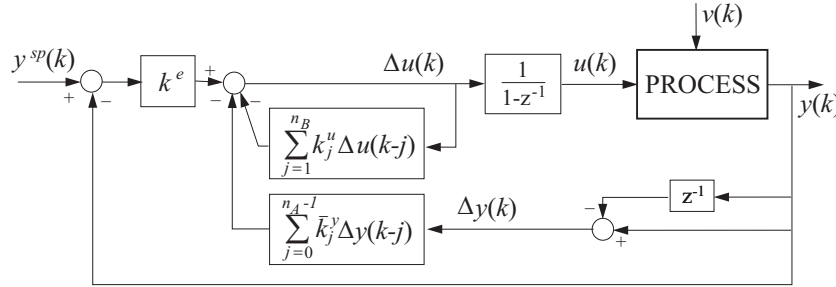 v(k)
y^sp(k)
+
−
k^e
+
−
−
Δu(k)
1
1-z^-1
u(k)
PROCESS
y(k)
n_B
∑ k_j^u Δu(k-j)
j=1
n_A-1
∑ k̄_j^y Δy(k-j)
j=0
Δy(k)
−
+
z^-1